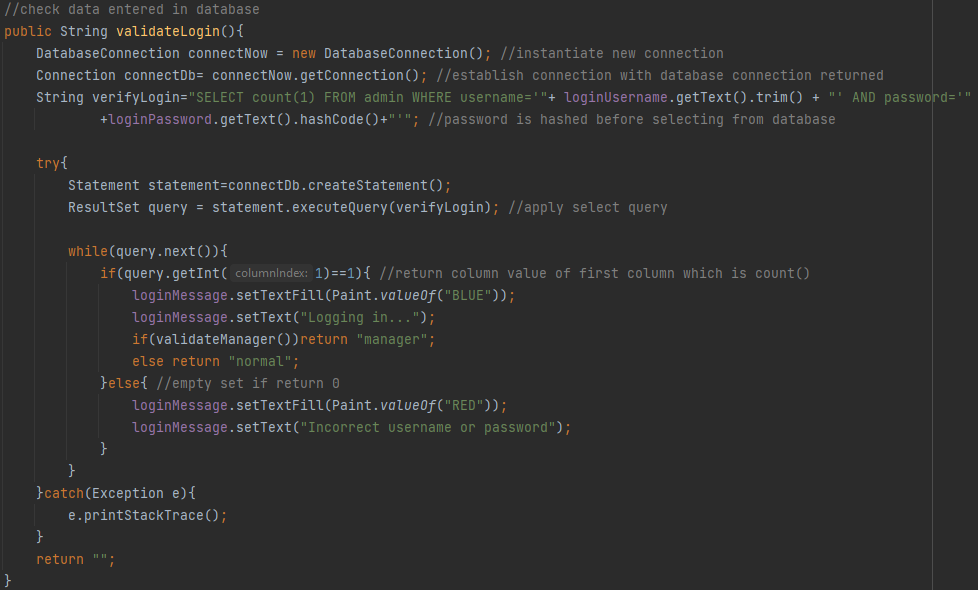 //check data entered in database
public String validateLogin(){
DatabaseConnection connectNow = new DatabaseConnection(); //instantiate new connection
Connection connectDb= connectNow.getConnection(); //establish connection with database connection returned
String verifyLogin="SELECT count(1) FROM admin WHERE username='"+ loginUsername.getText().trim() + "' AND password='"
+loginPassword.getText().hashCode()+"'"; //password is hashed before selecting from database
try{
Statement statement=connectDb.createStatement();
ResultSet query = statement.executeQuery(verifyLogin); //apply select query
while(query.next()){
if(query.getInt( columnIndex: 1)==1){ //return column value of first column which is count()
loginMessage.setTextFill(Paint.valueOf("BLUE"));
loginMessage.setText("Logging in...");
if(validateManager())return "manager";
else return "normal";
}else{ //empty set if return 0
loginMessage.setTextFill(Paint.valueOf("RED"));
loginMessage.setText("Incorrect username or password");
}
}
}catch(Exception e){
e.printStackTrace();
}
return "";
}